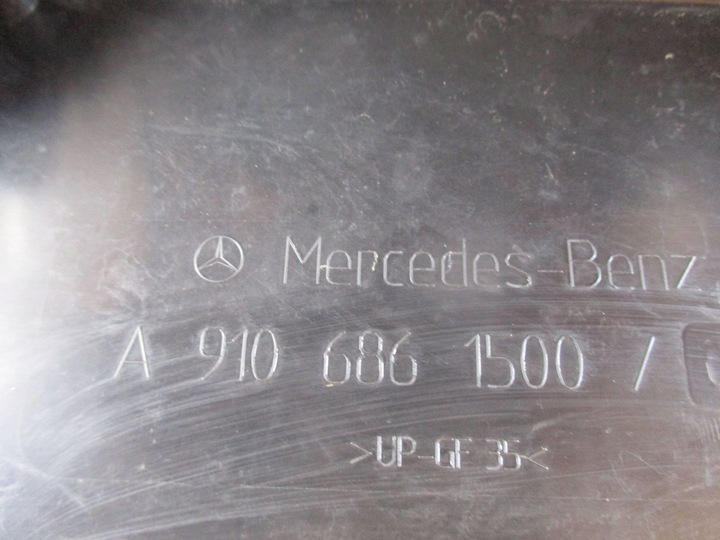 Mercedes-Benz
A 910 686 1500 /
>UP-GF 35<